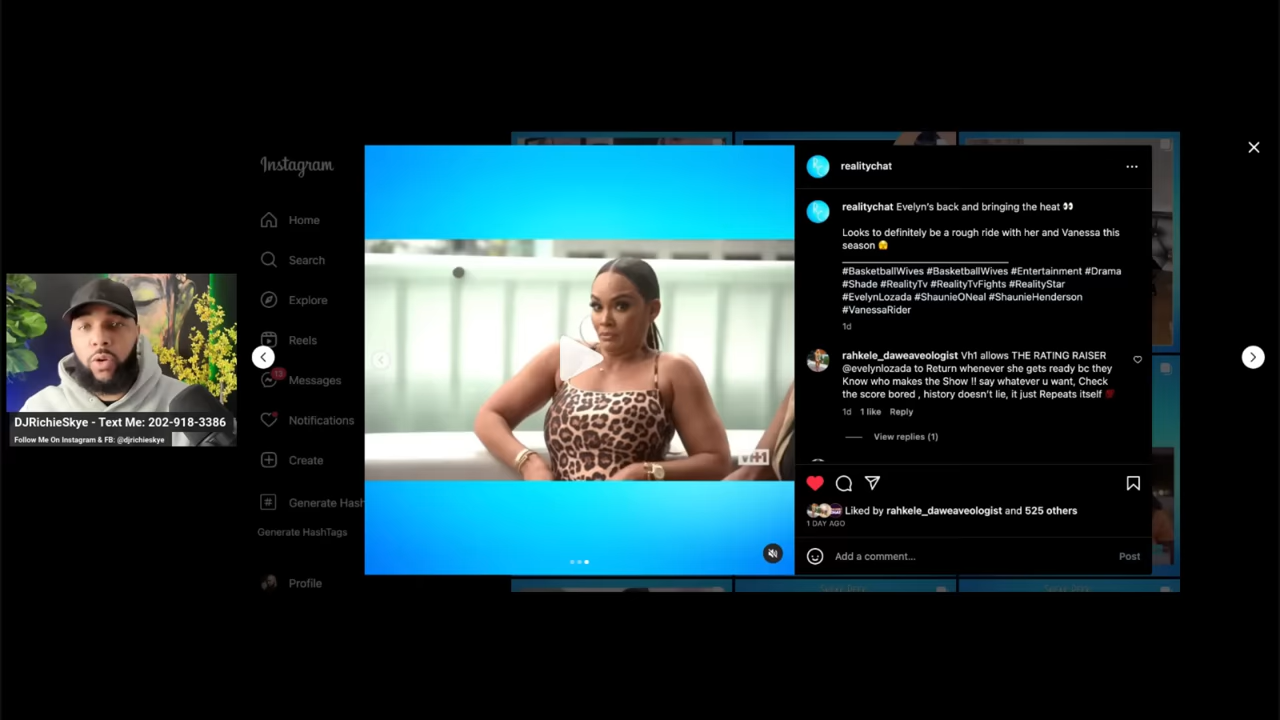 Instagram
Home
Search
Explore
Reels
13
Messages
Notifications
Create
Generate Hash
Generate HashTags
Profile
DJRichieSkye - Text Me: 202-918-3386
Follow Me On Instagram & FB: @djrichieskye
vh1
realitychat
realitychat Evelyn's back and bringing the heat 👀
Looks to definitely be a rough ride with her and Vanessa this
season 🫣
#BasketballWives #BasketballWives #Entertainment #Drama
#Shade #RealityTv #RealityTvFights #RealityStar
#EvelynLozada #ShaunieONeal #ShaunieHenderson
#VanessaRider
1d
rahkele_daweaveologist Vh1 allows THE RATING RAISER
@evelynlozada to Return whenever she gets ready bc they
Know who makes the Show !! say whatever u want, Check
the score bored , history doesn't lie, it just Repeats itself 💯
1d 1 like Reply
View replies (1)
Liked by rahkele_daweaveologist and 525 others
1 DAY AGO
Add a comment...
Post